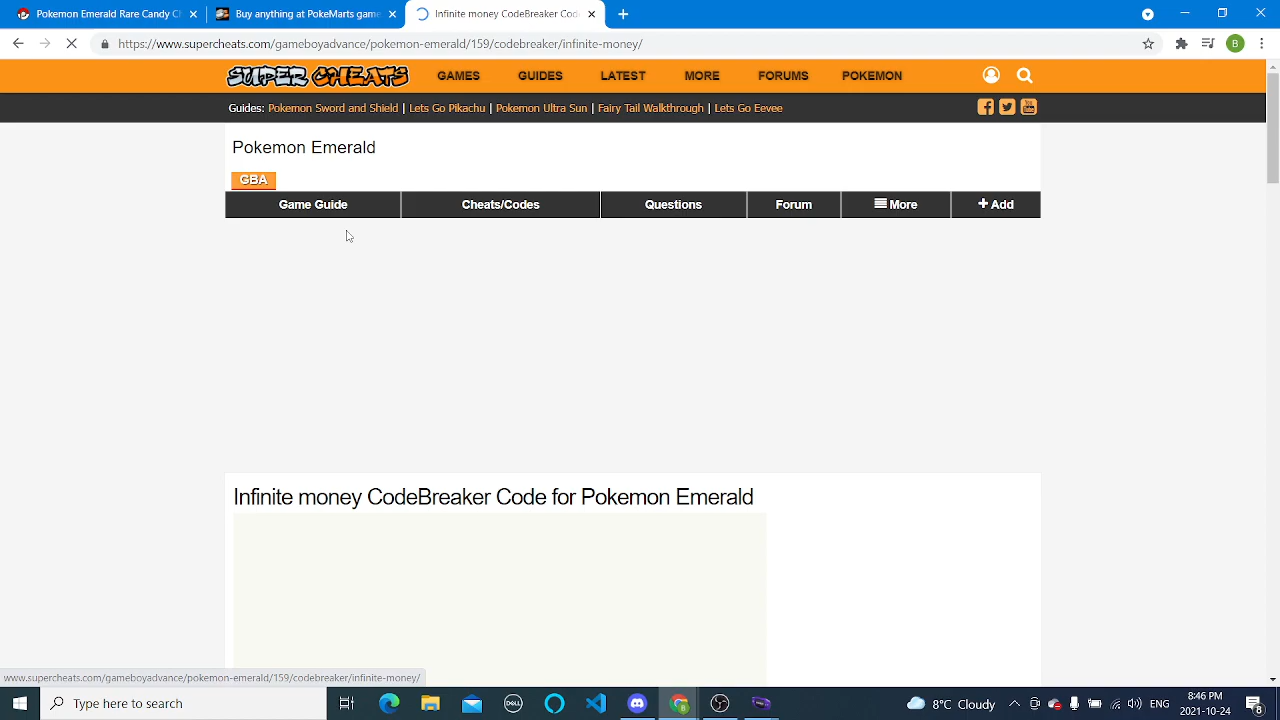 Pokemon Emerald Rare Candy Ch
Buy anything at PokeMarts game
Infinite money CodeBreaker Cod
https://www.supercheats.com/gameboyadvance/pokemon-emerald/159/codebreaker/infinite-money/
B
SUPER CHEATS
GAMES GUIDES LATEST MORE FORUMS POKEMON
Guides: Pokemon Sword and Shield | Lets Go Pikachu | Pokemon Ultra Sun | Fairy Tail Walkthrough | Lets Go Eevee
Pokemon Emerald
GBA
Game Guide Cheats/Codes Questions Forum More + Add
Infinite money CodeBreaker Code for Pokemon Emerald
www.supercheats.com/gameboyadvance/pokemon-emerald/159/codebreaker/infinite-money/
Type here to search
DELL
8°C Cloudy
ENG
8:46 PM
2021-10-24
8